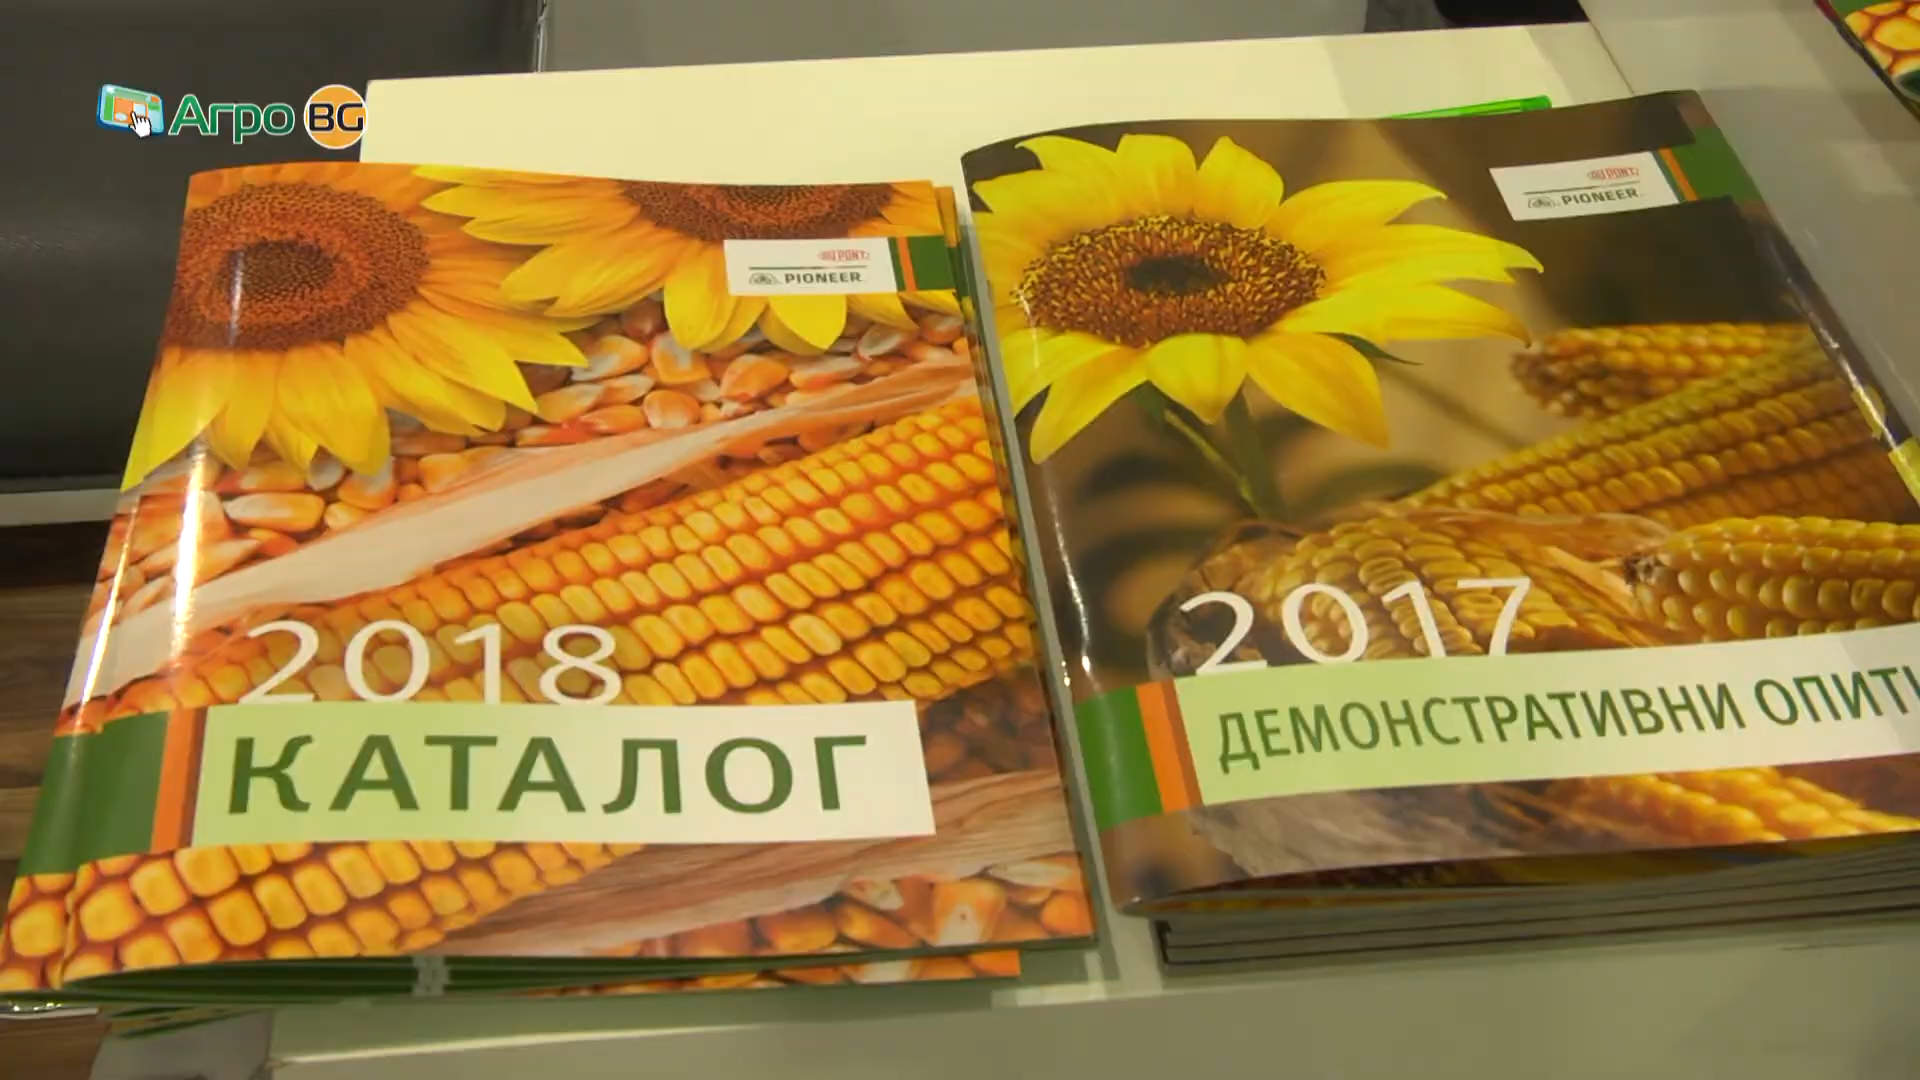 Агро BG
DU PONT
PIONEER
2018
КАТАЛОГ
DU PONT
PIONEER
2017
ДЕМОНСТРАТИВНИ ОПИТИ